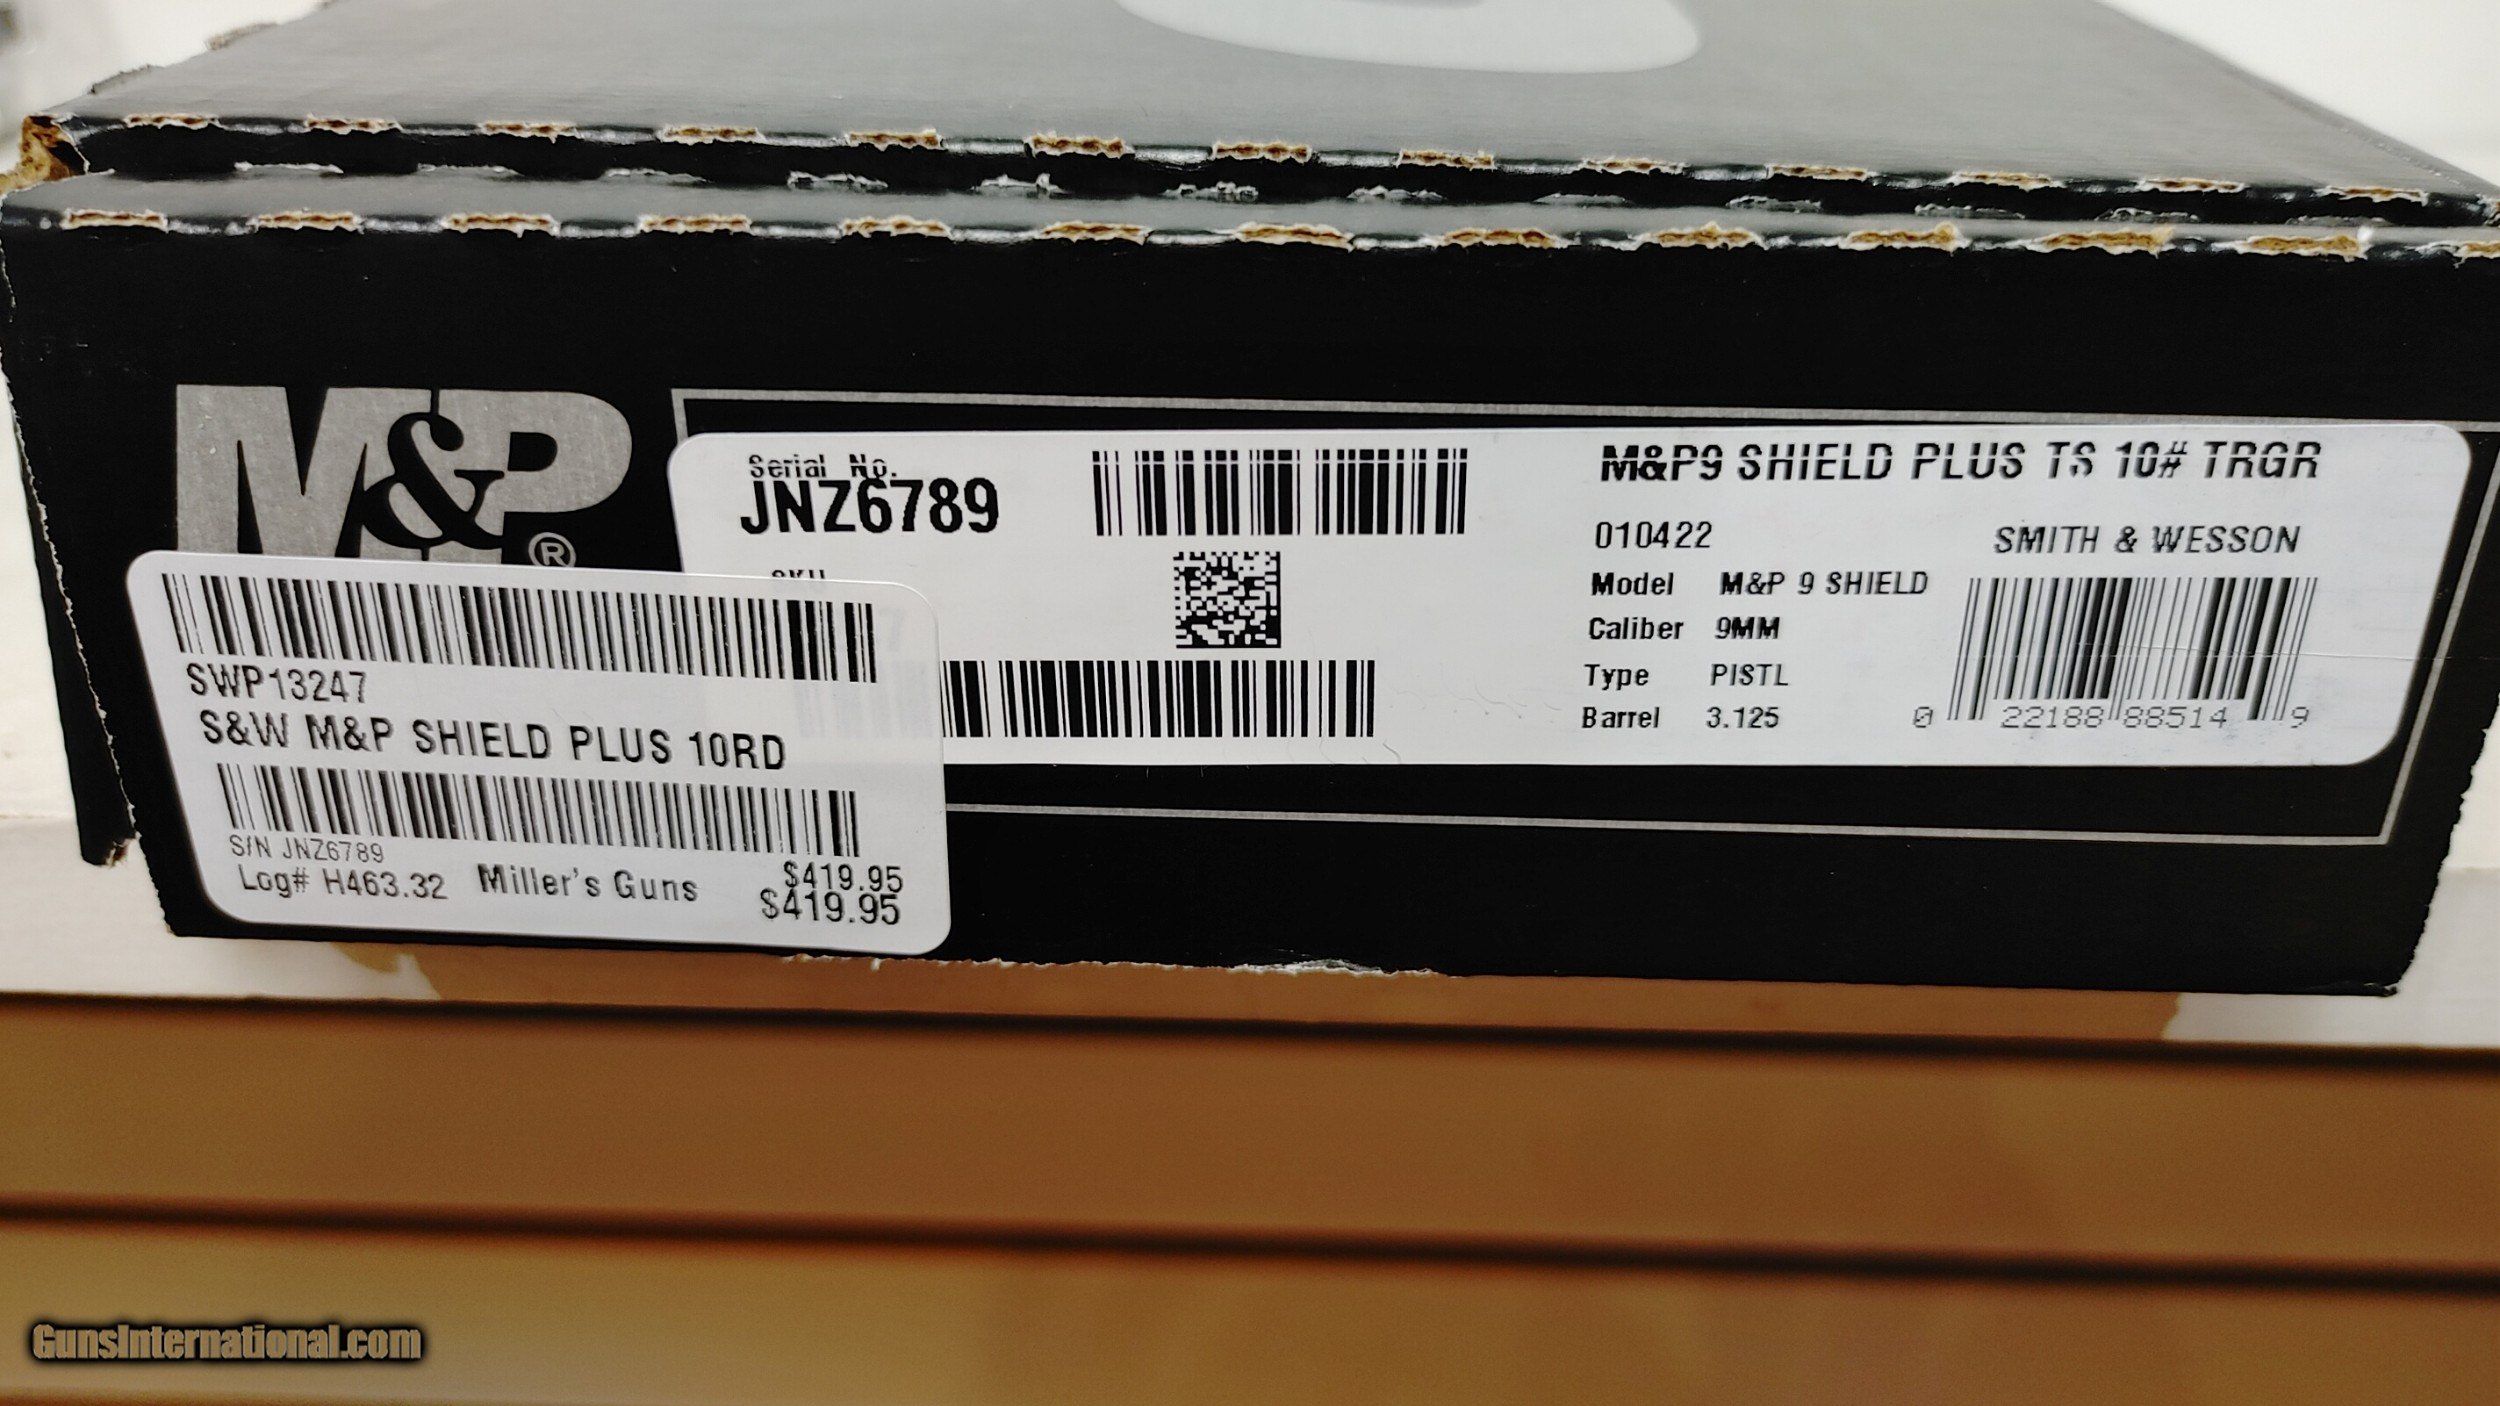 M&P®
Serial No.
JNZ6789
SKU
M&P9 SHIELD PLUS TS 10# TRGR
010422
SMITH & WESSON
Model M&P 9 SHIELD
Caliber 9MM
Type PISTL
Barrel 3.125
0 22188 88514 9
SWP13247
S&W M&P SHIELD PLUS 10RD
S/N JNZ6789
Log# H463.32 Miller's Guns $419.95
$419.95
GunsInternational.com